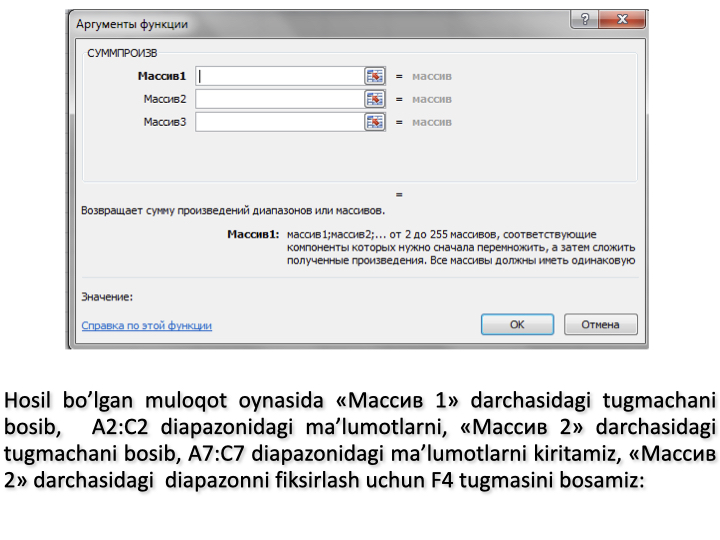 Аргументы функции
?
СУММПРОИЗВ
Массив1 = массив
Массив2 = массив
Массив3 = массив
=
Возвращает сумму произведений диапазонов или массивов.
Массив1: массив1;массив2;... от 2 до 255 массивов, соответствующие
компоненты которых нужно сначала перемножить, а затем сложить
полученные произведения. Все массивы должны иметь одинаковую
Значение:
Справка по этой функции
ОК Отмена
Hosil bo’lgan muloqot oynasida «Массив 1» darchasidagi tugmachani
bosib, A2:C2 diapazonidagi ma’lumotlarni, «Массив 2» darchasidagi
tugmachani bosib, A7:C7 diapazonidagi ma’lumotlarni kiritamiz, «Массив
2» darchasidagi diapazonni fiksirlash uchun F4 tugmasini bosamiz: